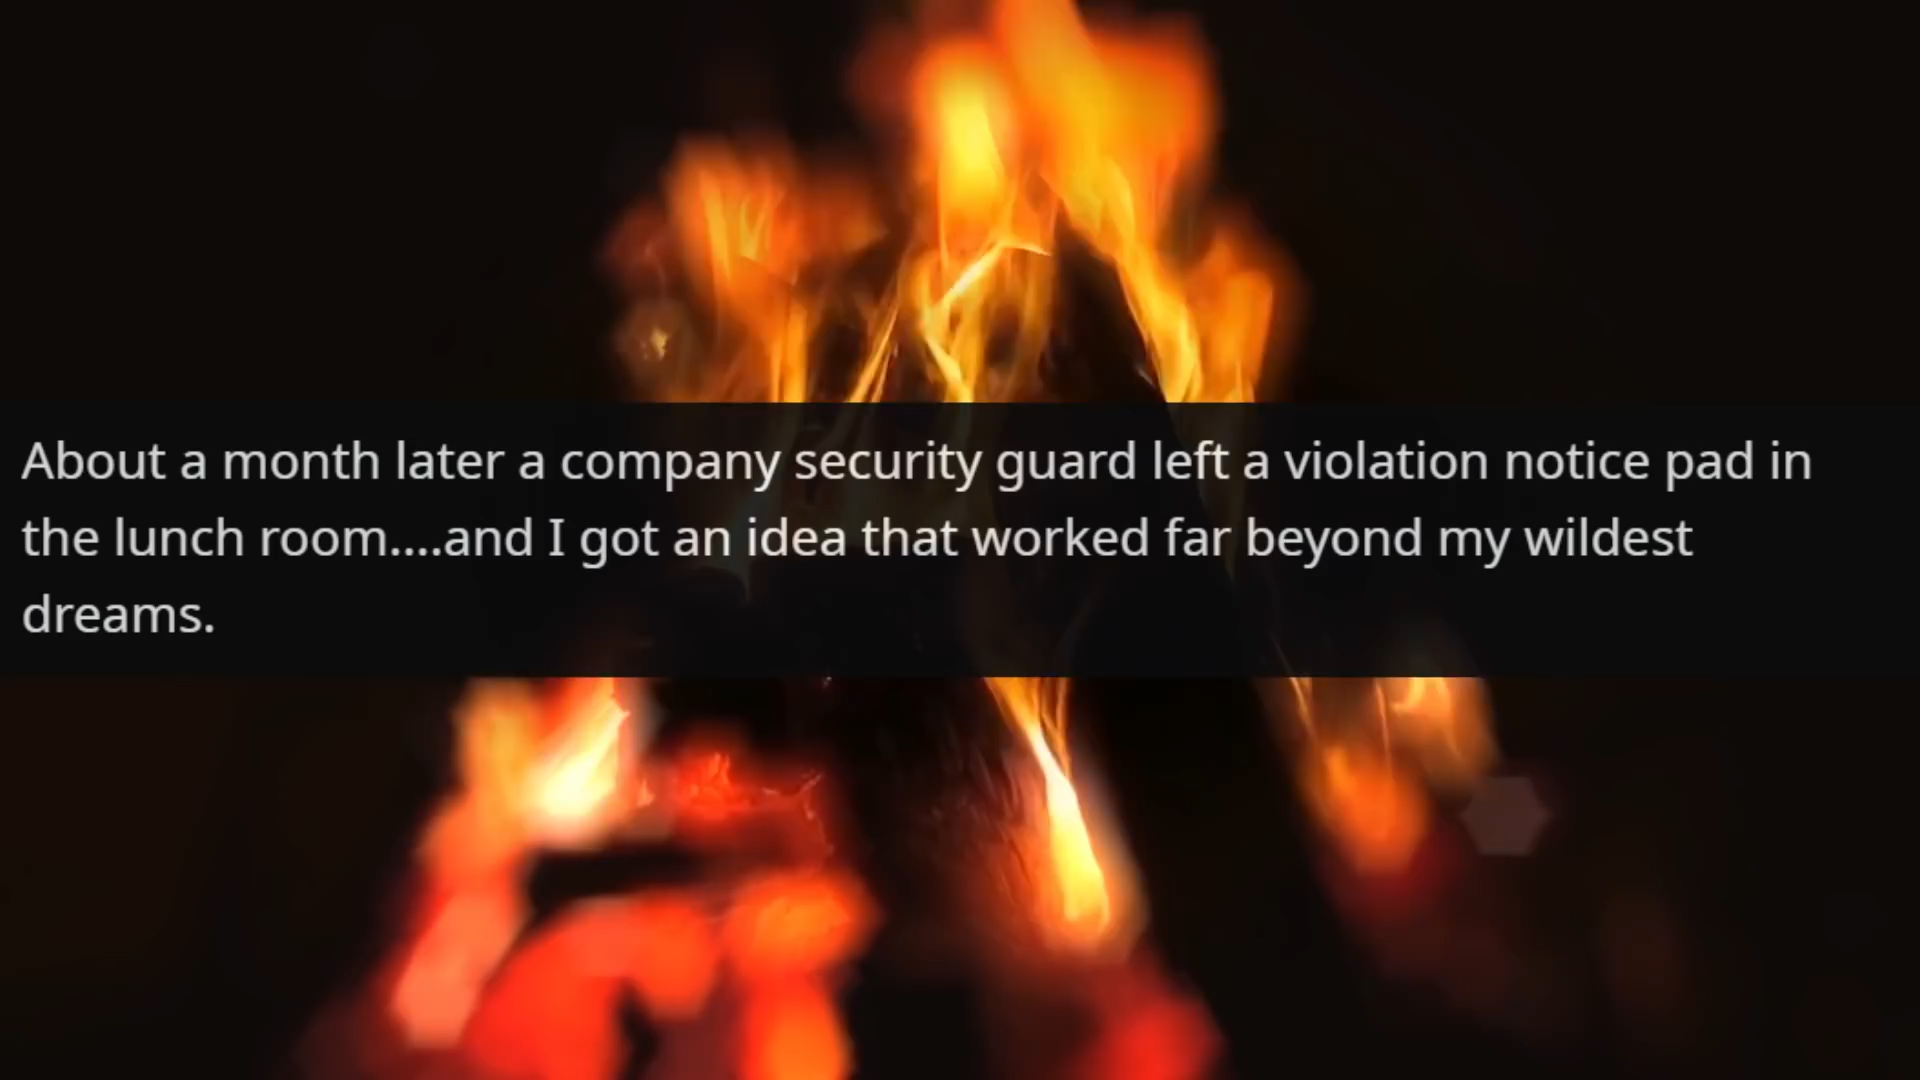 About a month later a company security guard left a violation notice pad in
the lunch room....and I got an idea that worked far beyond my wildest
dreams.